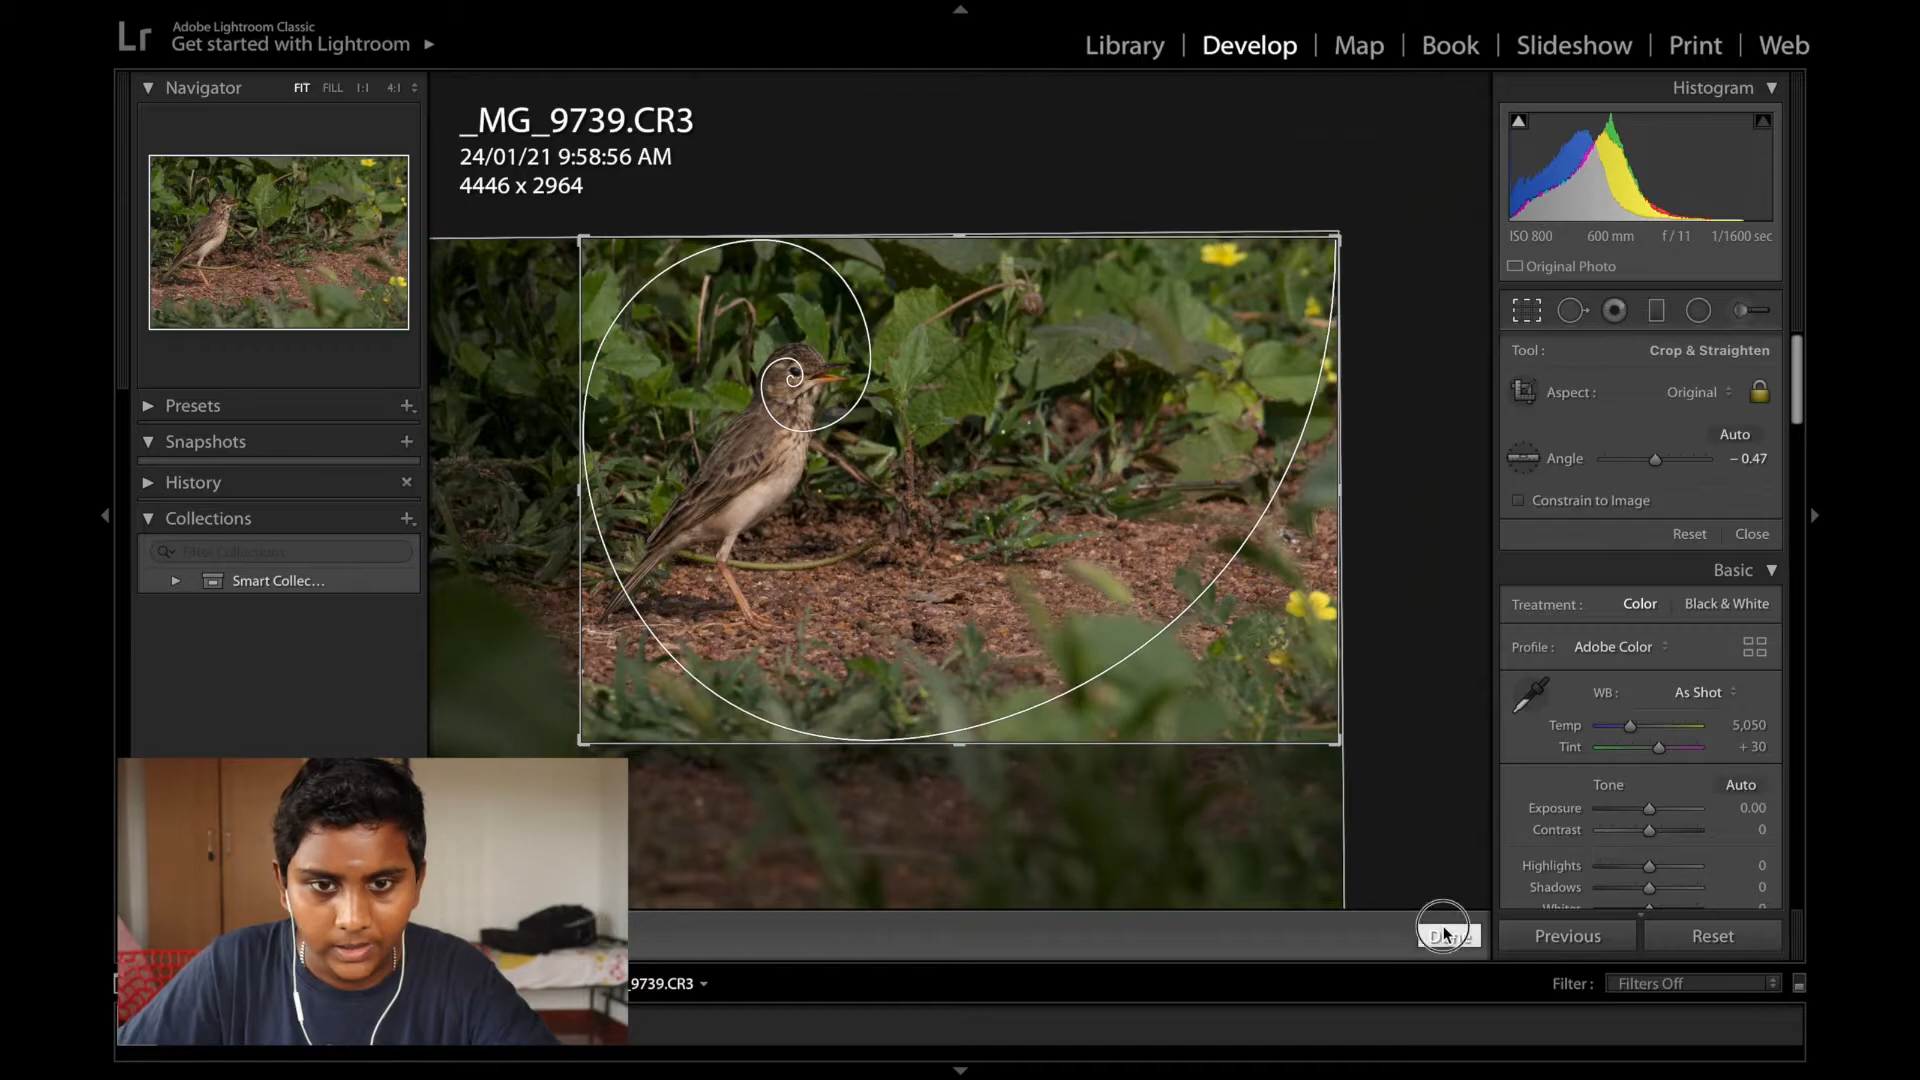 Lr
Adobe Lightroom Classic
Get started with Lightroom
Library | Develop | Map | Book | Slideshow | Print | Web
Navigator FIT FILL 1:1 4:1
Presets
Snapshots
History
Collections
Filter Collections
Smart Collec...
_MG_9739.CR3
24/01/21 9:58:56 AM
4446 x 2964
Histogram
ISO 800 600 mm f / 11 1/1600 sec
Original Photo
Tool : Crop & Straighten
Aspect : Original
Auto
Angle - 0.47
Constrain to Image
Reset Close
Basic
Treatment : Color Black & White
Profile : Adobe Color
WB : As Shot
Temp 5,050
Tint + 30
Tone Auto
Exposure 0.00
Contrast 0
Highlights 0
Shadows 0
Previous Reset
_9739.CR3
Filter : Filters Off